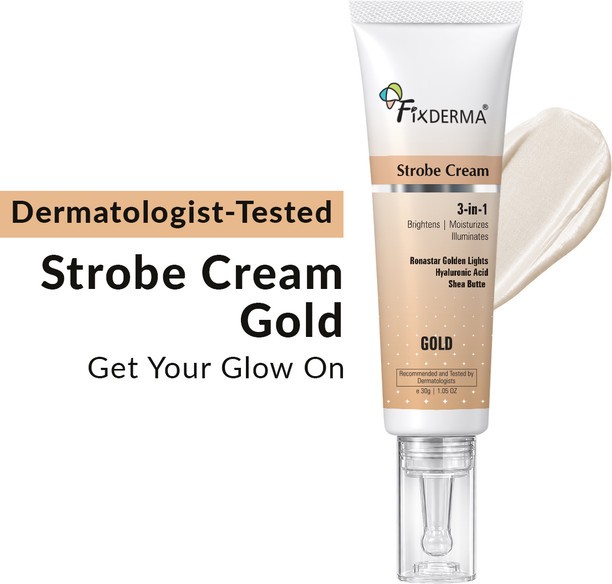 Dermatologist-Tested
Strobe Cream
Gold
Get Your Glow On
FixDERMA®
Strobe Cream
3-in-1
Brightens | Moisturizes
Illuminates
Ronastar Golden Lights
Hyaluronic Acid
Shea Butte
GOLD
Recommended and Tested by
Dermatologists
e 30g | 1.05 OZ